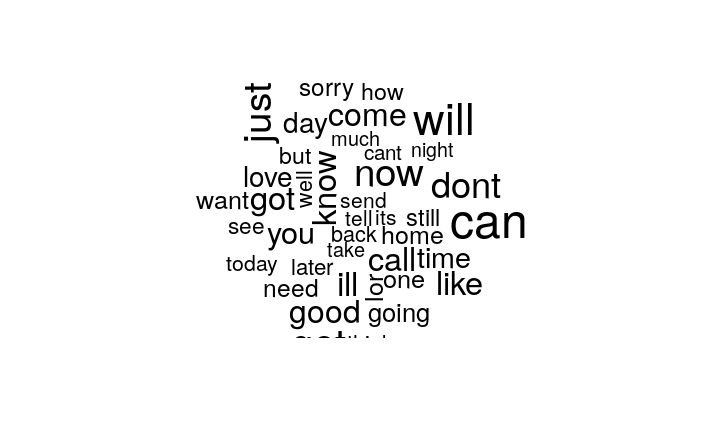 just
sorry how
day come will
much
but cant night
love well know now dont
want got send
see you tell its still can
back home
take
today later call time
need ill lor one like
good going